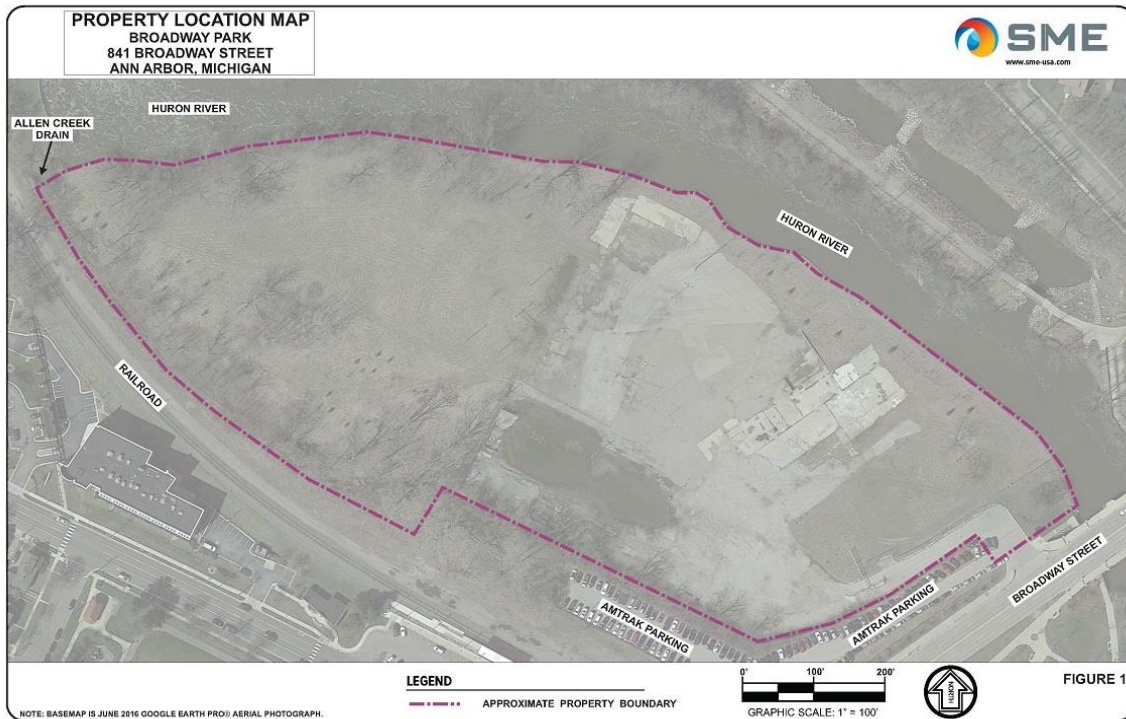 PROPERTY LOCATION MAP
BROADWAY PARK
841 BROADWAY STREET
ANN ARBOR, MICHIGAN
SME
www.sme-usa.com
HURON RIVER
ALLEN CREEK
DRAIN
HURON RIVER
RAILROAD
BROADWAY STREET
AMTRAK PARKING
AMTRAK PARKING
LEGEND
APPROXIMATE PROPERTY BOUNDARY
0' 100' 200'
GRAPHIC SCALE: 1" = 100'
NORTH
FIGURE 1
NOTE: BASEMAP IS JUNE 2016 GOOGLE EARTH PRO® AERIAL PHOTOGRAPH.